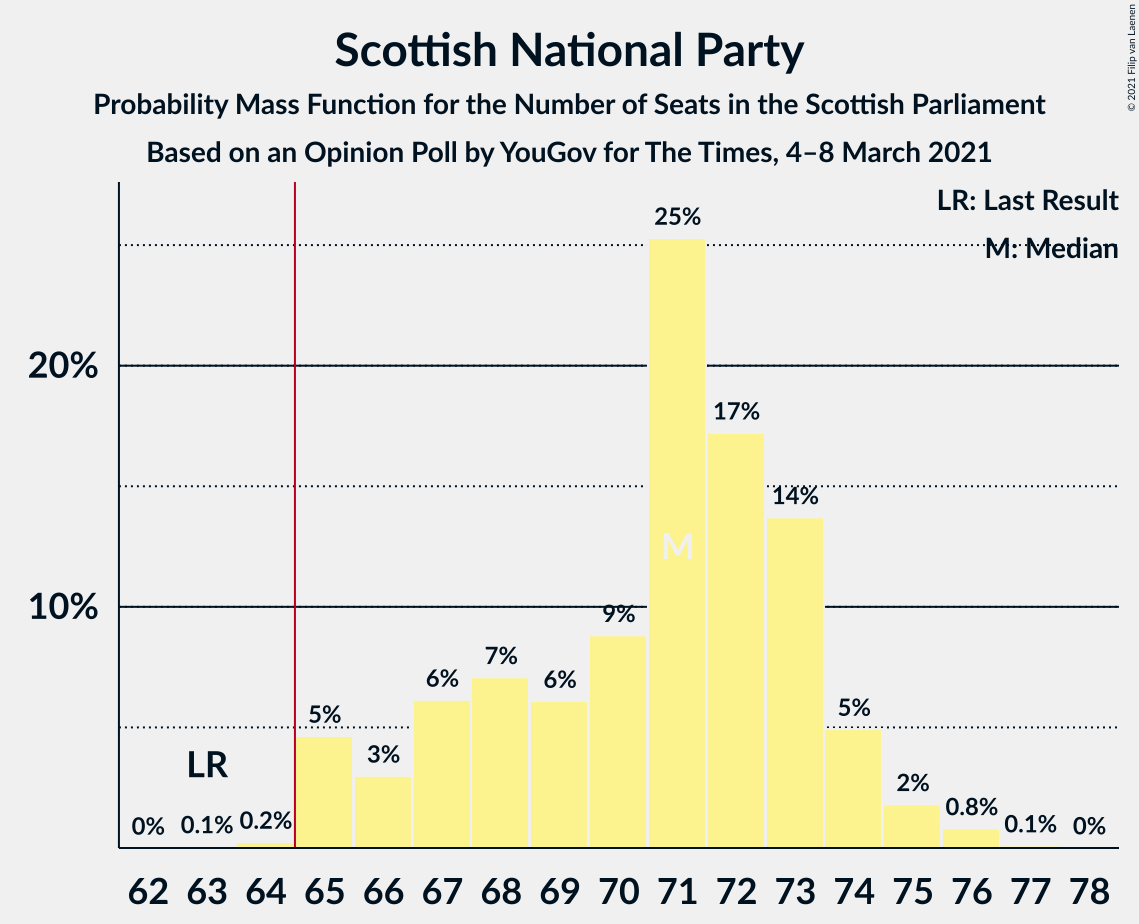 Scottish National Party
Probability Mass Function for the Number of Seats in the Scottish Parliament
Based on an Opinion Poll by YouGov for The Times, 4–8 March 2021
© 2021 Filip van Laenen
LR: Last Result
M: Median
20%
10%
0%
0.1%
0.2%
5%
3%
6%
7%
6%
9%
25%
17%
14%
5%
2%
0.8%
0.1%
0%
LR
M
62 63 64 65 66 67 68 69 70 71 72 73 74 75 76 77 78